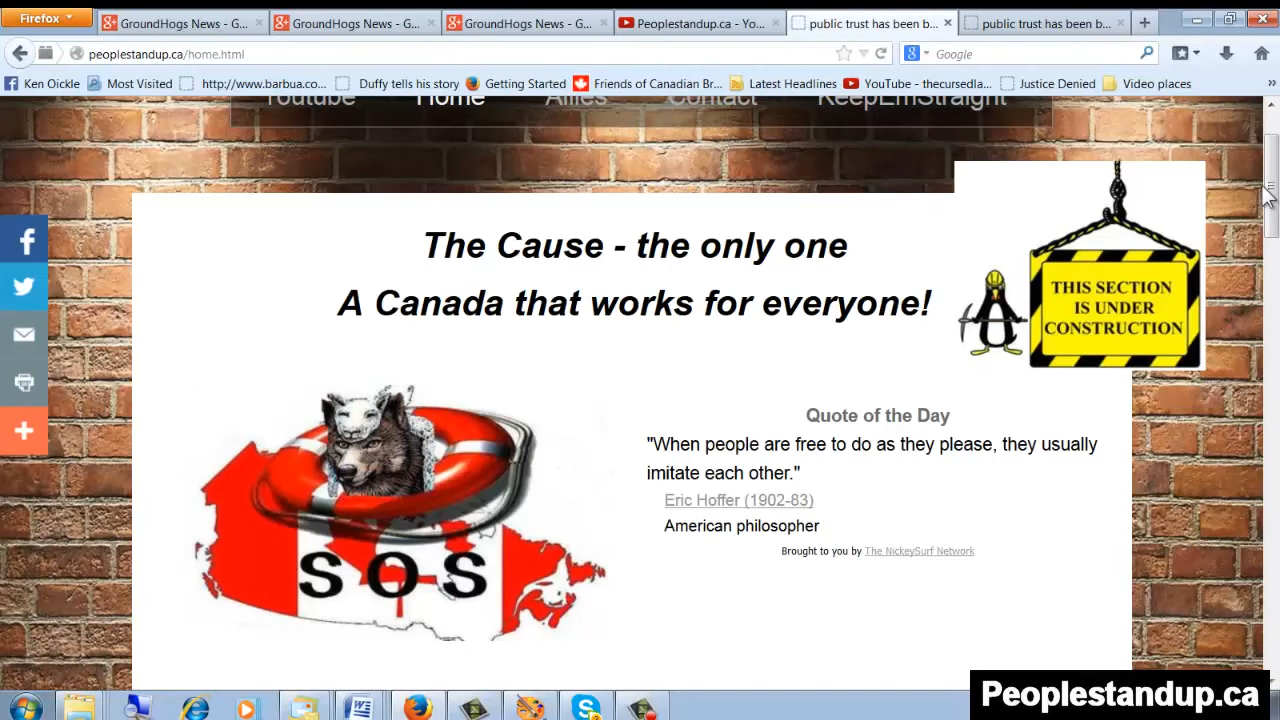 Firefox
GroundHogs News - G...
GroundHogs News - G...
GroundHogs News - G...
Peoplestandup.ca - Yo...
public trust has been b...
public trust has been b...
peoplestandup.ca/home.html
Google
Ken Oickle
Most Visited
http://www.barbua.co...
Duffy tells his story
Getting Started
Friends of Canadian Br...
Latest Headlines
YouTube - thecursedla...
Justice Denied
Video places
Youtube
Home
Allies
Contact
KeepEmStraight
The Cause - the only one
A Canada that works for everyone!
THIS SECTION
IS UNDER
CONSTRUCTION
SOS
Quote of the Day
"When people are free to do as they please, they usually
imitate each other."
Eric Hoffer (1902-83)
American philosopher
Brought to you by The NickeySurf Network
Peoplestandup.ca